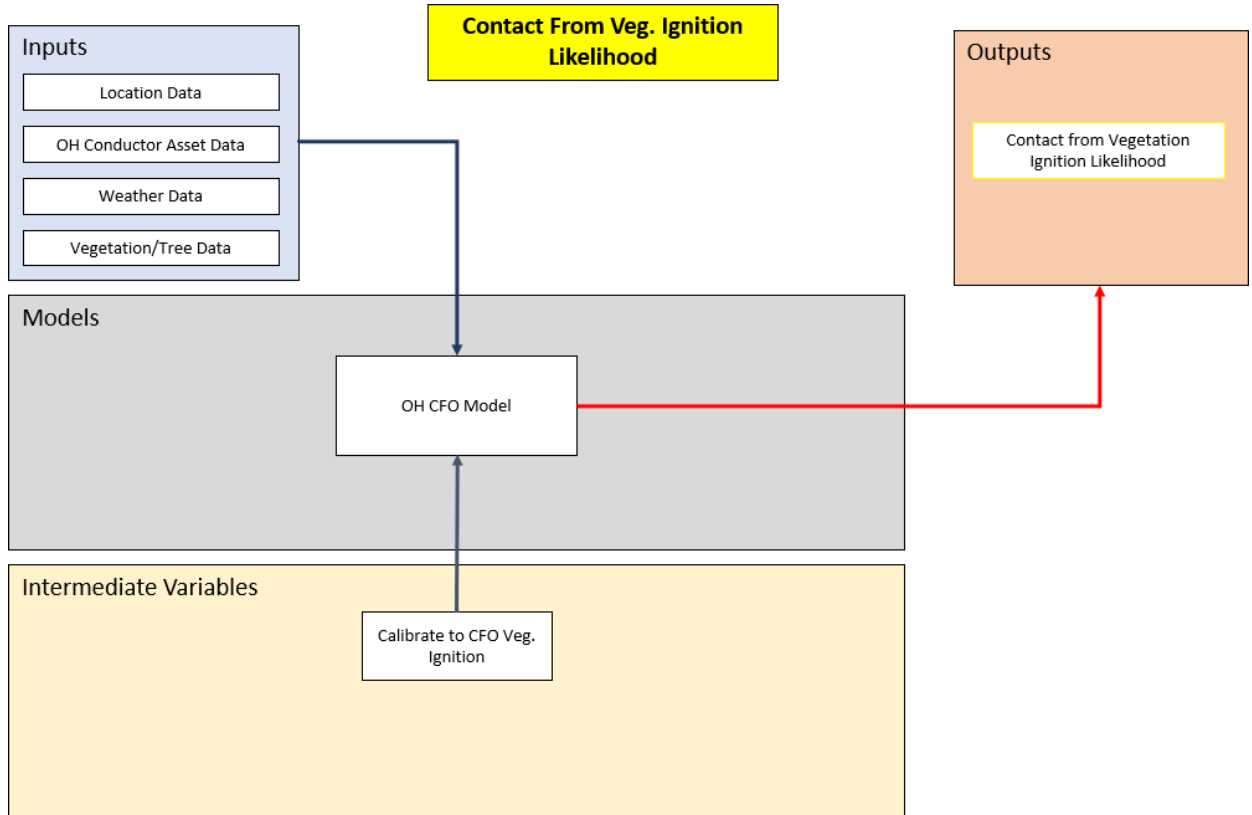 Contact From Veg. Ignition
Likelihood
Inputs
Location Data
OH Conductor Asset Data
Weather Data
Vegetation/Tree Data
Outputs
Contact from Vegetation
Ignition Likelihood
Models
OH CFO Model
Intermediate Variables
Calibrate to CFO Veg.
Ignition